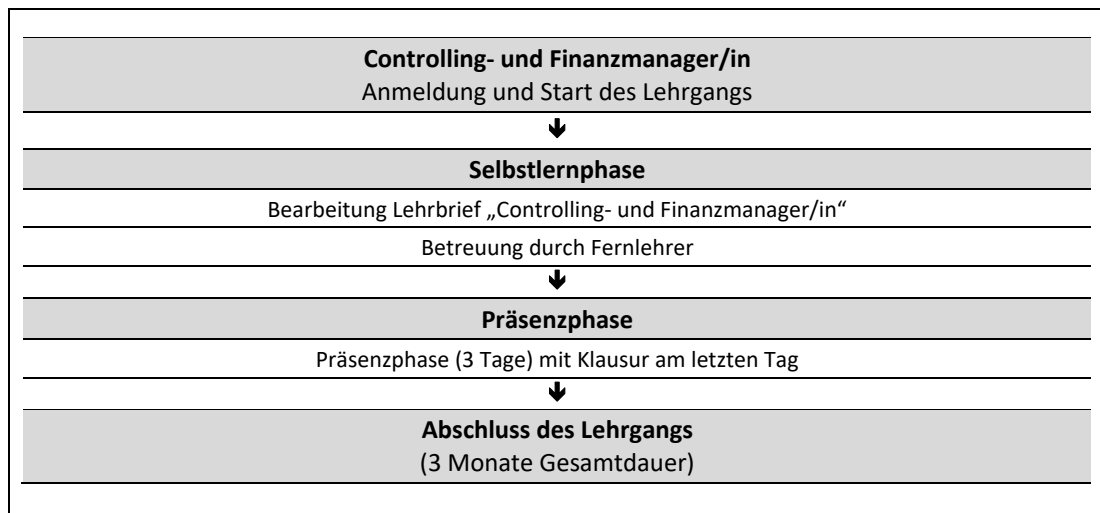 Controlling- und Finanzmanager/in
Anmeldung und Start des Lehrgangs
Selbstlernphase
Bearbeitung Lehrbrief „Controlling- und Finanzmanager/in“
Betreuung durch Fernlehrer
Präsenzphase
Präsenzphase (3 Tage) mit Klausur am letzten Tag
Abschluss des Lehrgangs
(3 Monate Gesamtdauer)